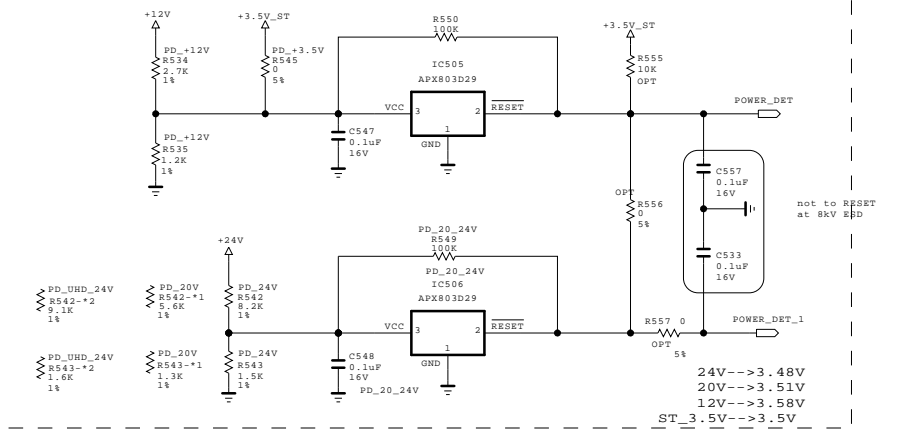 +12V
PD_+12V
R534
2.7K
1%
+3.5V_ST
PD_+3.5V
R545
0
5%
R550
100K
IC505
APX803D29
VCC
3
2
RESET
1
GND
C547
0.1uF
16V
PD_+12V
R535
1.2K
1%
+3.5V_ST
R555
10K
OPT
POWER_DET
OPT
R556
0
5%
C557
0.1uF
16V
not to RESET
at 8kV ESD
C533
0.1uF
16V
+24V
PD_UHD_24V
R542-*2
9.1K
1%
PD_20V
R542-*1
5.6K
1%
PD_24V
R542
8.2K
1%
PD_20_24V
R549
100K
PD_20_24V
IC506
APX803D29
VCC
3
2
RESET
1
GND
R557 0
OPT
5%
POWER_DET_1
PD_UHD_24V
R543-*2
1.6K
1%
PD_20V
R543-*1
1.3K
1%
PD_24V
R543
1.5K
1%
C548
0.1uF
16V
PD_20_24V
24V-->3.48V
20V-->3.51V
12V-->3.58V
ST_3.5V-->3.5V